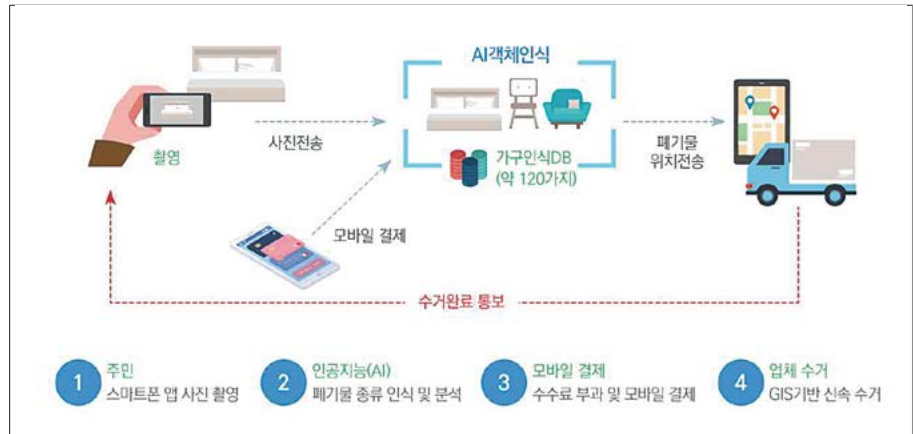 AI객체인식
촬영
사진전송
가구인식DB
(약 120가지)
폐기물
위치전송
모바일 결제
수거완료 통보
1 주민
스마트폰 앱 사진 촬영
2 인공지능(AI)
폐기물 종류 인식 및 분석
3 모바일 결제
수수료 부과 및 모바일 결제
4 업체 수거
GIS기반 신속 수거